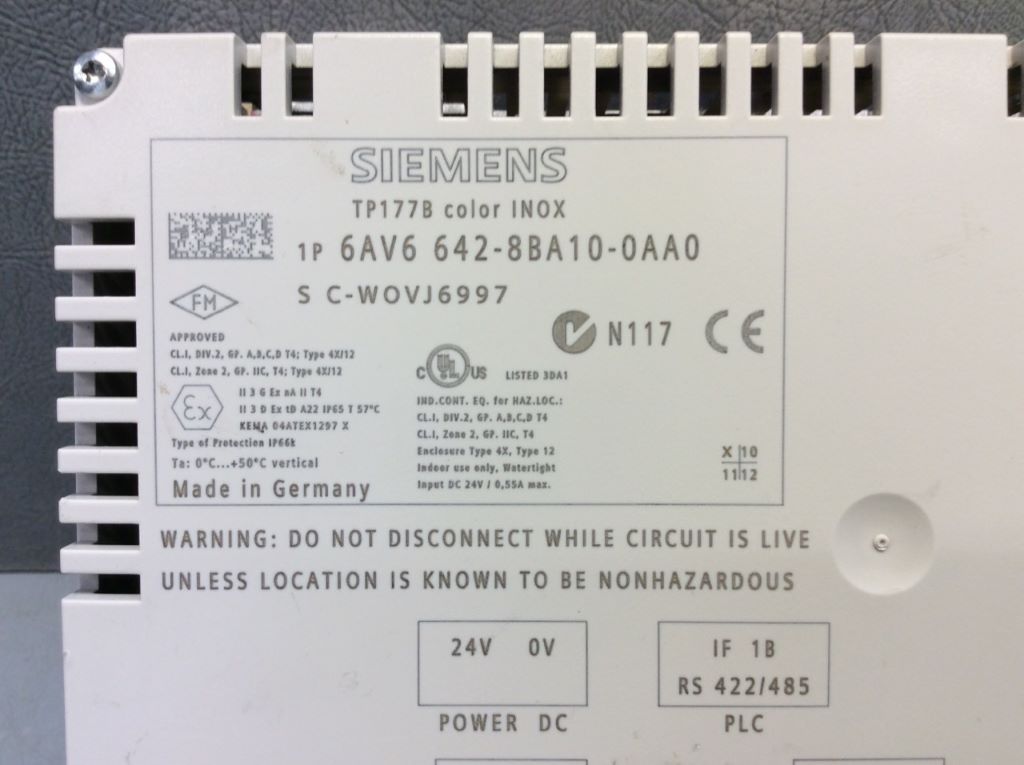 SIEMENS
TP177B color INOX
1P 6AV6 642-8BA10-0AA0
S C-WOVJ6997
FM
N117 CE
APPROVED
CL.I, DIV.2, GP. A,B,C,D T4; Type 4X/12
CL.I, Zone 2, GP. IIC, T4; Type 4X/12
C UL US LISTED 3DA1
Ex
II 3 G Ex nA II T4
II 3 D Ex tD A22 IP65 T 57°C
KEMA 04ATEX1297 X
Type of Protection IP66k
Ta: 0°C...+50°C vertical
Made in Germany
IND.CONT. EQ. for HAZ.LOC.:
CL.I, DIV.2, GP. A,B,C,D T4
CL.I, Zone 2, GP. IIC, T4
Enclosure Type 4X, Type 12
Indoor use only, Watertight
Input DC 24V / 0,55A max.
X 10
11 12
WARNING: DO NOT DISCONNECT WHILE CIRCUIT IS LIVE
UNLESS LOCATION IS KNOWN TO BE NONHAZARDOUS
24V 0V
POWER DC
IF 1B
RS 422/485
PLC